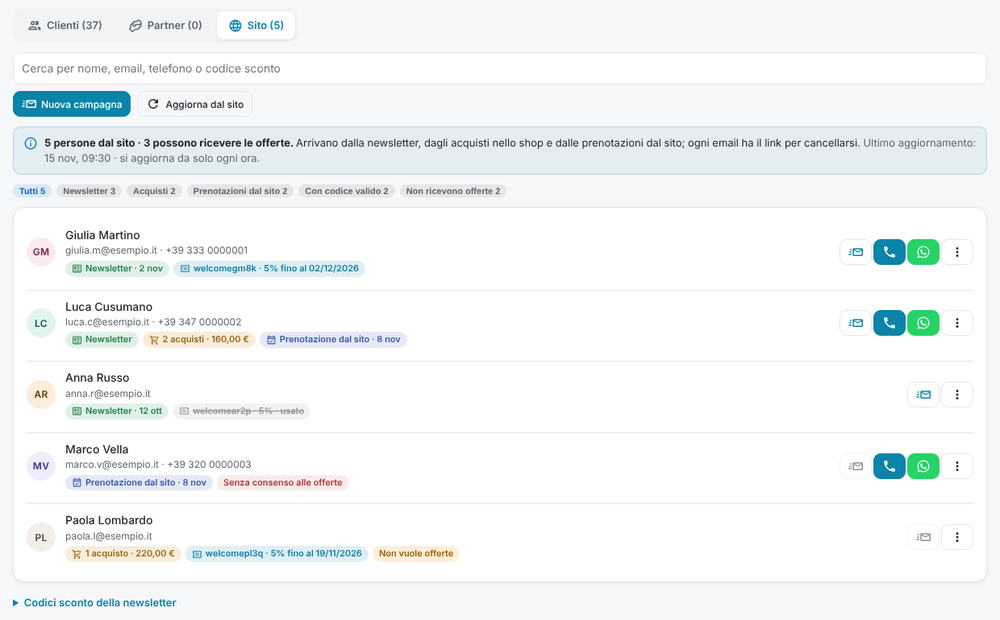 Clienti (37) Partner (0) Sito (5)
Cerca per nome, email, telefono o codice sconto
Nuova campagna Aggiorna dal sito
5 persone dal sito · 3 possono ricevere le offerte. Arrivano dalla newsletter, dagli acquisti nello shop e dalle prenotazioni dal sito; ogni email ha il link per cancellarsi. Ultimo aggiornamento:
15 nov, 09:30 · si aggiorna da solo ogni ora.
Tutti 5 Newsletter 3 Acquisti 2 Prenotazioni dal sito 2 Con codice valido 2 Non ricevono offerte 2
GM
Giulia Martino
giulia.m@esempio.it · +39 333 0000001
Newsletter · 2 nov welcomegm8k · 5% fino al 02/12/2026
LC
Luca Cusumano
luca.c@esempio.it · +39 347 0000002
Newsletter 2 acquisti · 160,00 € Prenotazione dal sito · 8 nov
AR
Anna Russo
anna.r@esempio.it
Newsletter · 12 ott welcomear2p · 5% · usato
MV
Marco Vella
marco.v@esempio.it · +39 320 0000003
Prenotazione dal sito · 8 nov Senza consenso alle offerte
PL
Paola Lombardo
paola.l@esempio.it
1 acquisto · 220,00 € welcomepl3q · 5% fino al 19/11/2026 Non vuole offerte
Codici sconto della newsletter